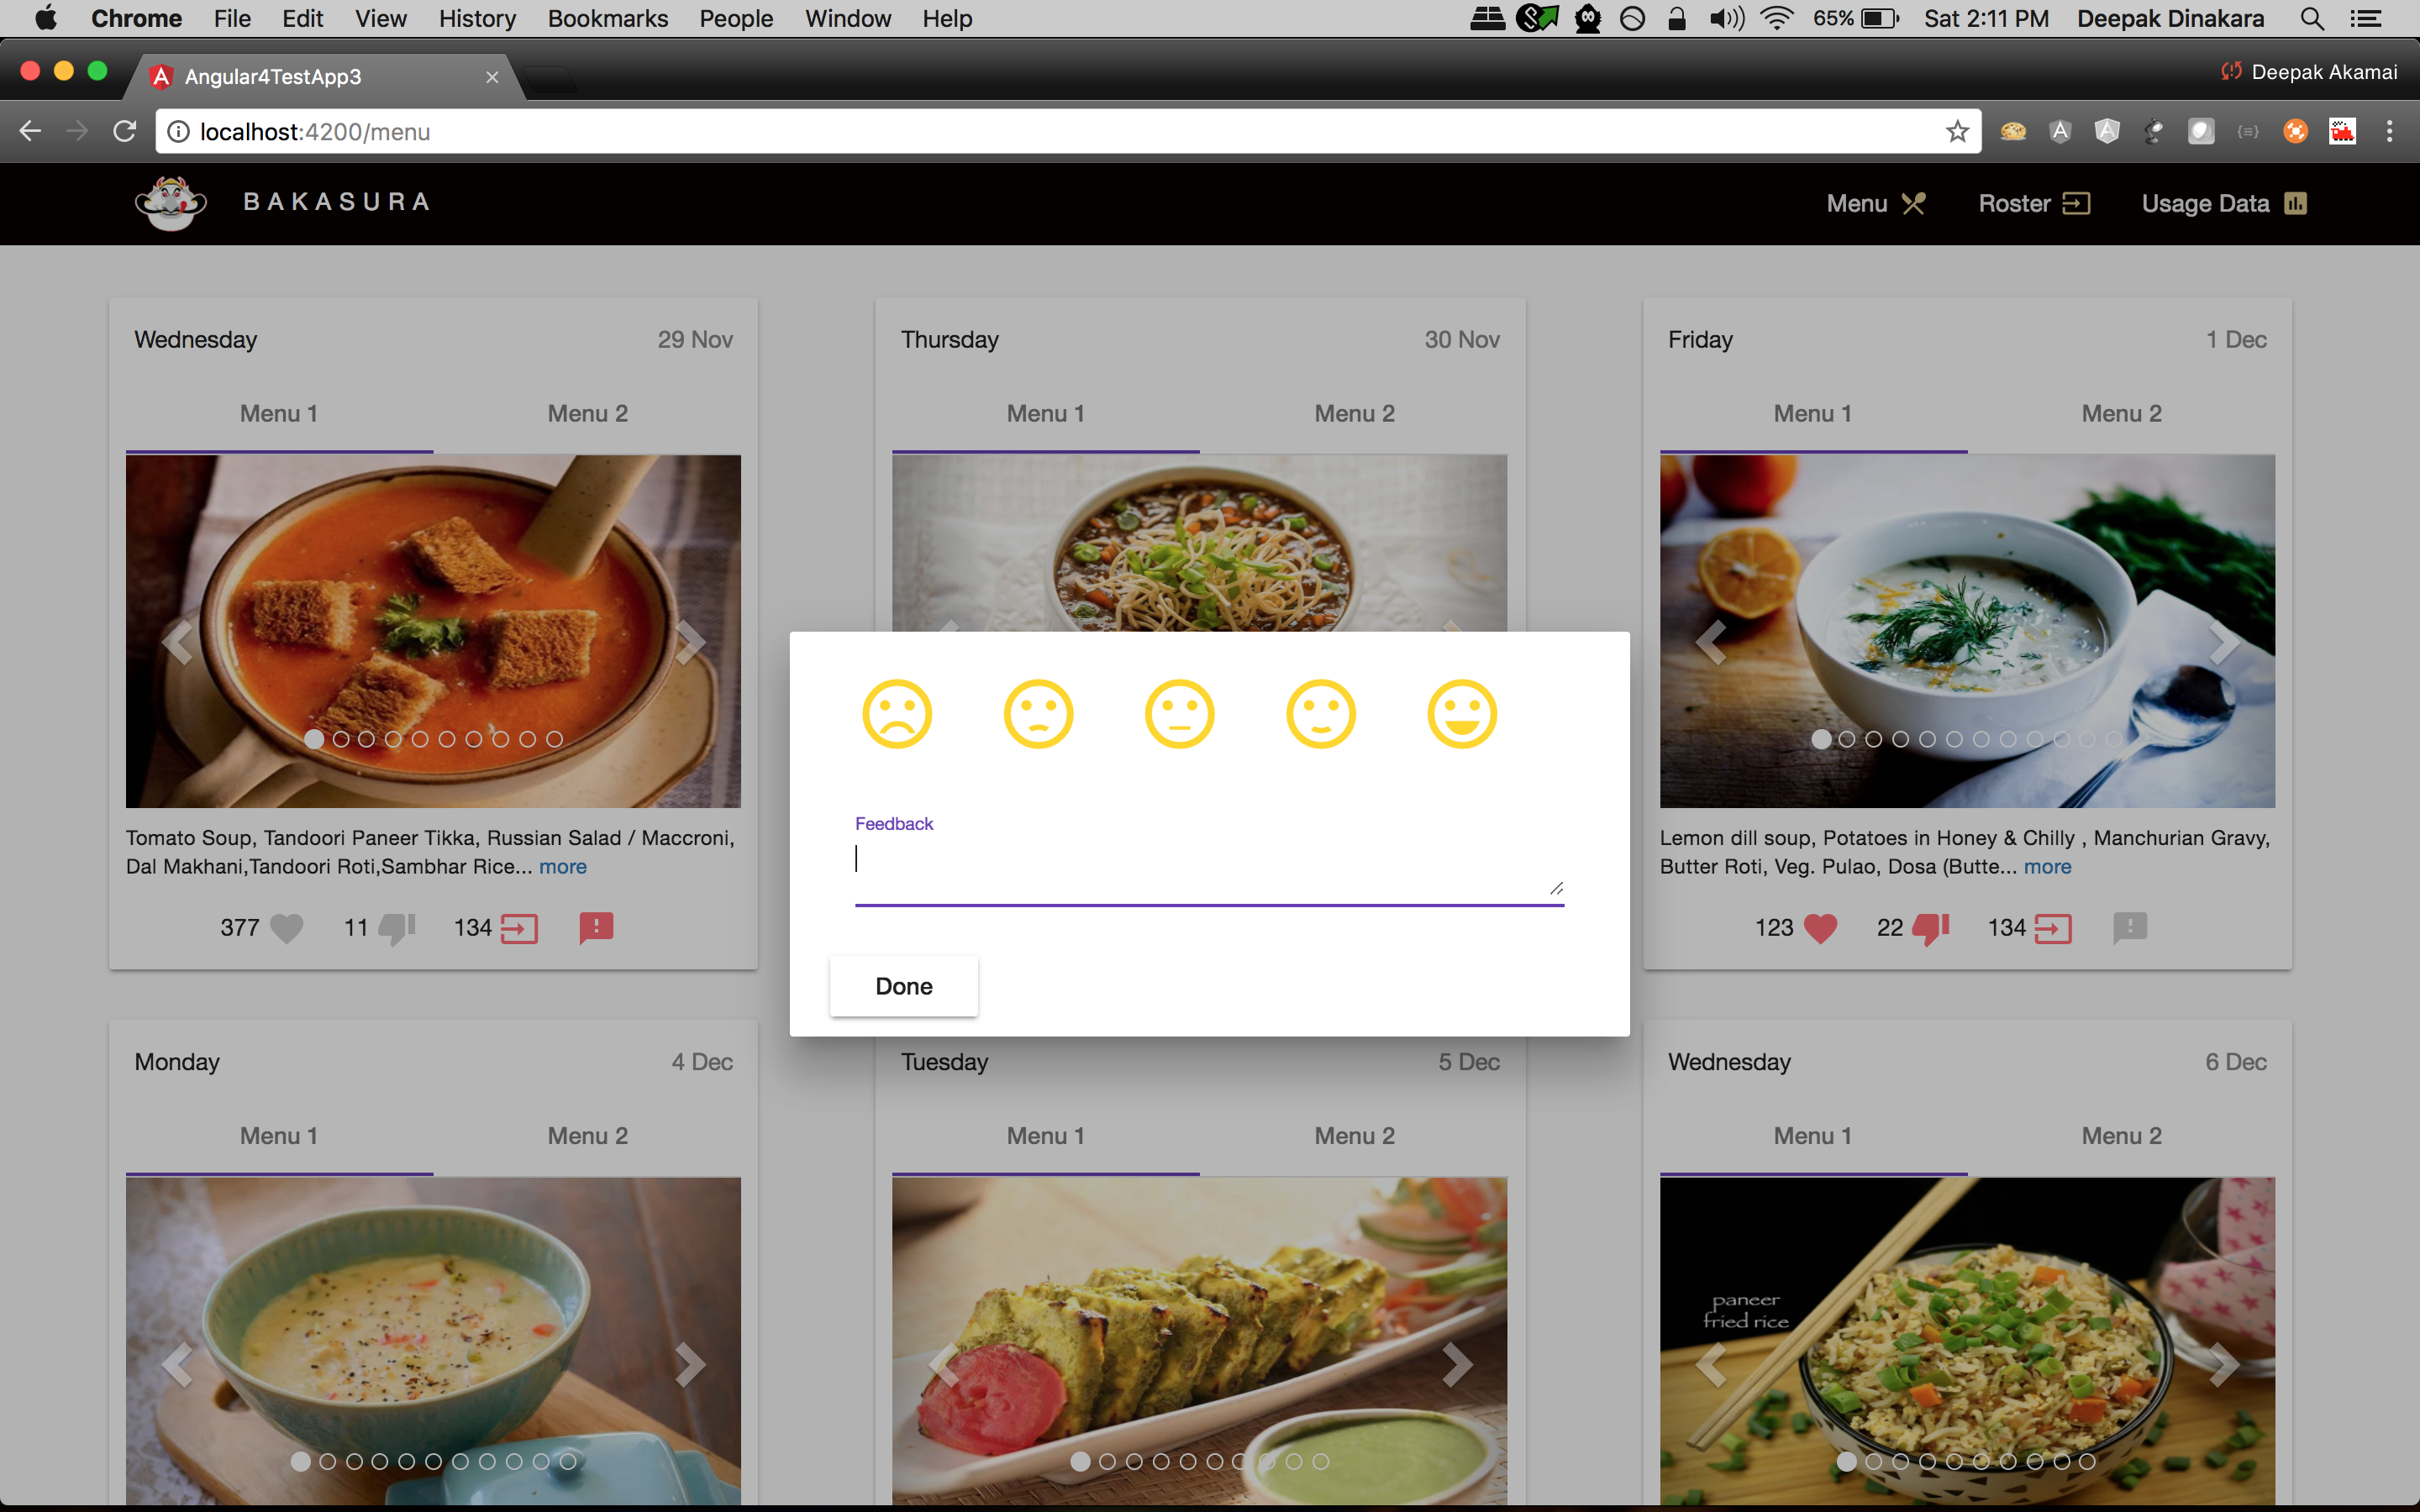 Chrome File Edit View History Bookmarks People Window Help 65% Sat 2:11 PM Deepak Dinakara
Angular4TestApp3 Deepak Akamai
localhost:4200/menu
BAKASURA Menu Roster Usage Data
Wednesday 29 Nov
Menu 1 Menu 2
Tomato Soup, Tandoori Paneer Tikka, Russian Salad / Maccroni,
Dal Makhani,Tandoori Roti,Sambhar Rice... more
377 11 134
Thursday 30 Nov
Menu 1 Menu 2
Friday 1 Dec
Menu 1 Menu 2
Lemon dill soup, Potatoes in Honey & Chilly , Manchurian Gravy,
Butter Roti, Veg. Pulao, Dosa (Butte... more
123 22 134
Feedback
Done
Monday 4 Dec
Menu 1 Menu 2
Tuesday 5 Dec
Menu 1 Menu 2
Wednesday 6 Dec
Menu 1 Menu 2
paneer
fried rice